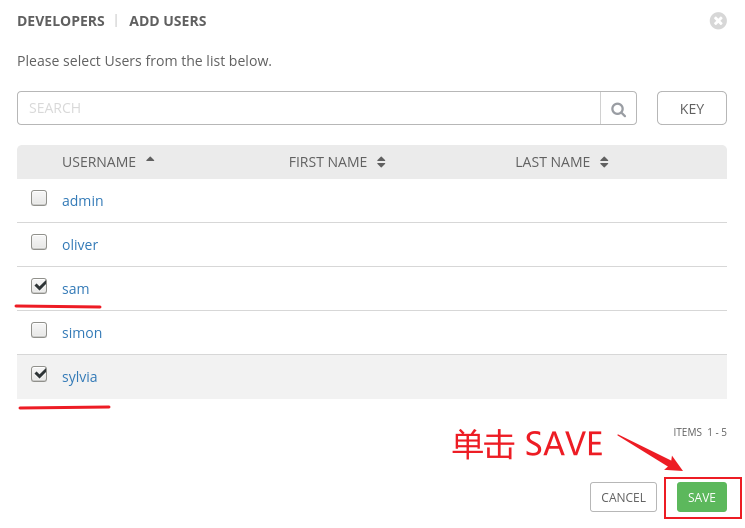 DEVELOPERS ADD USERS
Please select Users from the list below.
SEARCH KEY
USERNAME FIRST NAME LAST NAME
admin
oliver
sam
simon
sylvia
ITEMS 1 - 5
单击 SAVE
CANCEL SAVE